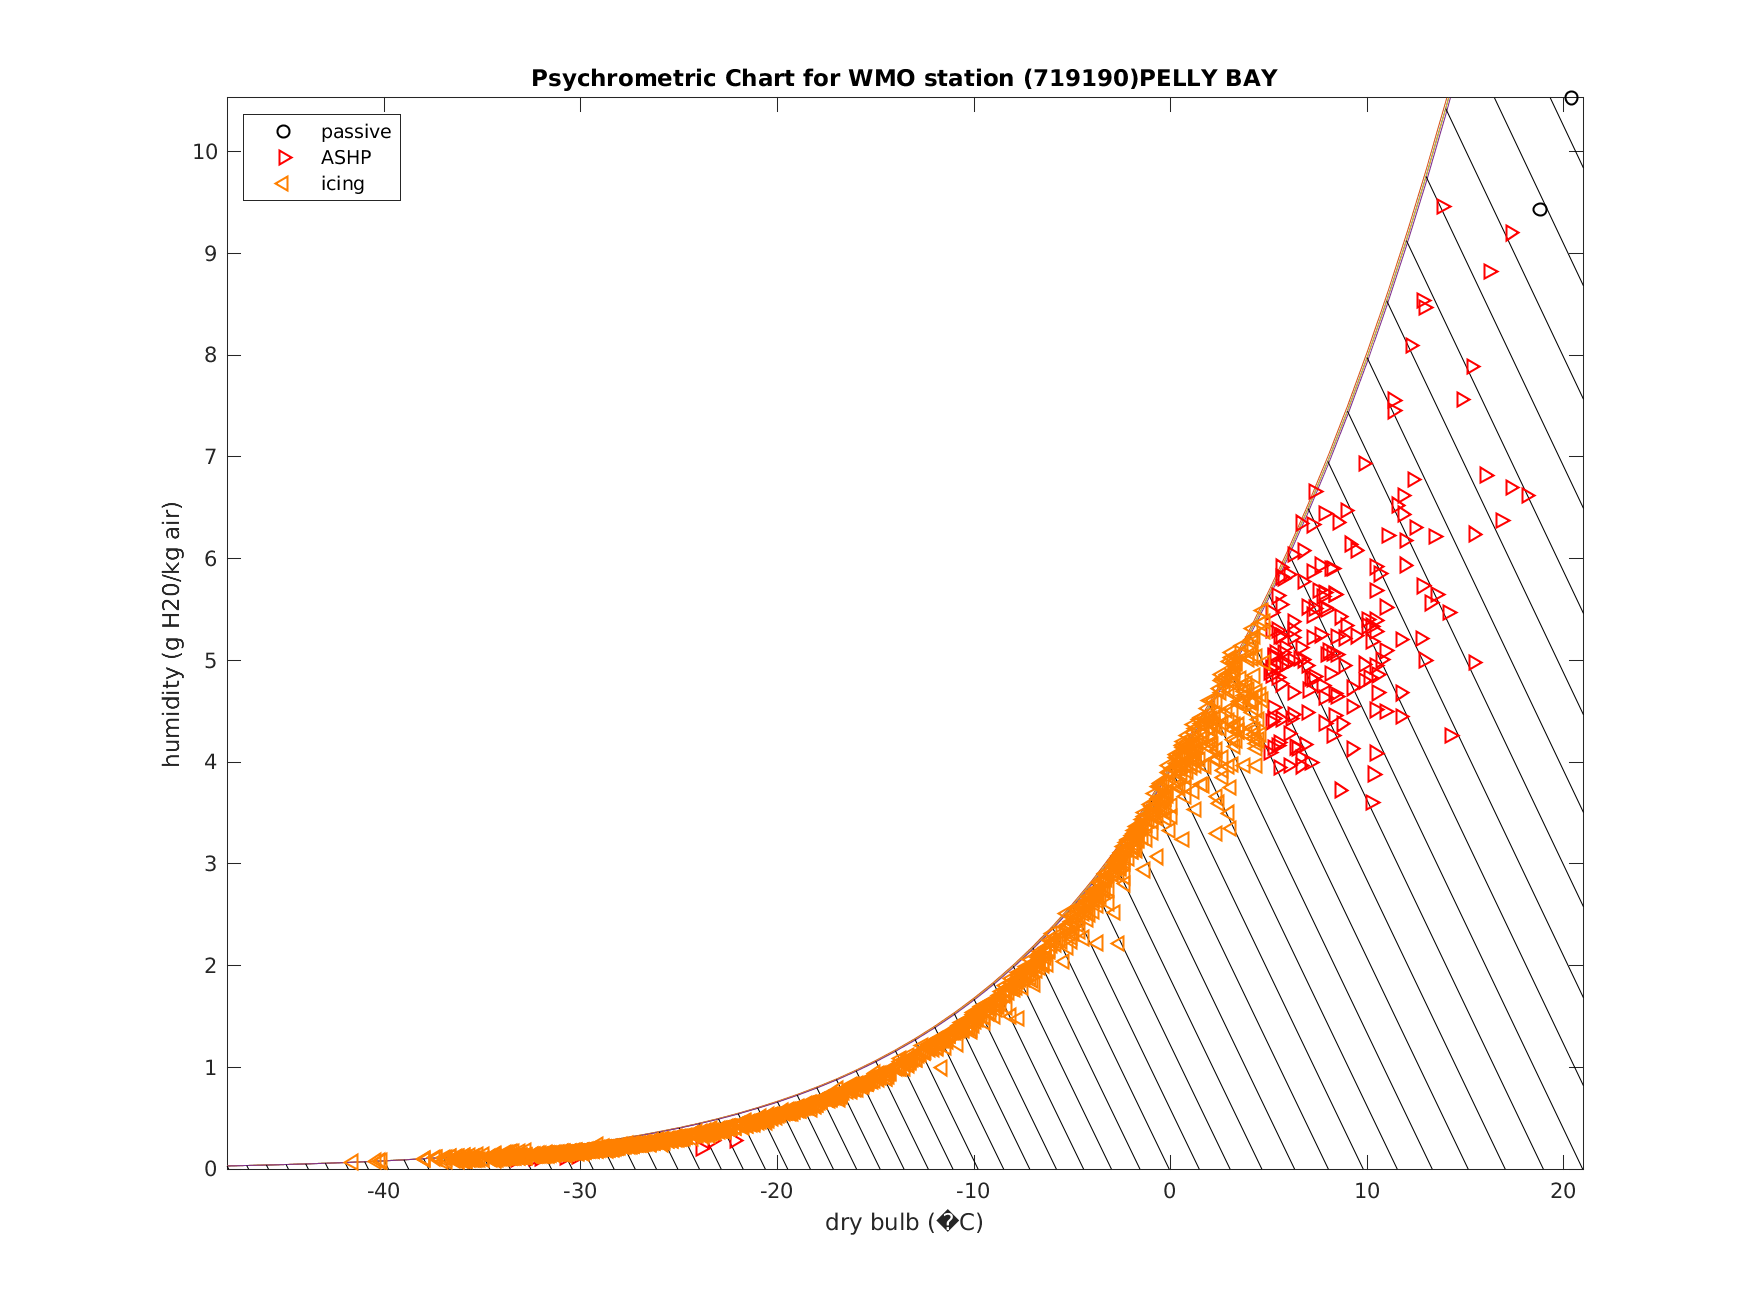 Psychrometric Chart for WMO station (719190)PELLY BAY
passive
ASHP
icing
10
9
8
7
6
5
4
3
2
1
0
humidity (g H20/kg air)
-40 -30 -20 -10 0 10 20
dry bulb (�C)